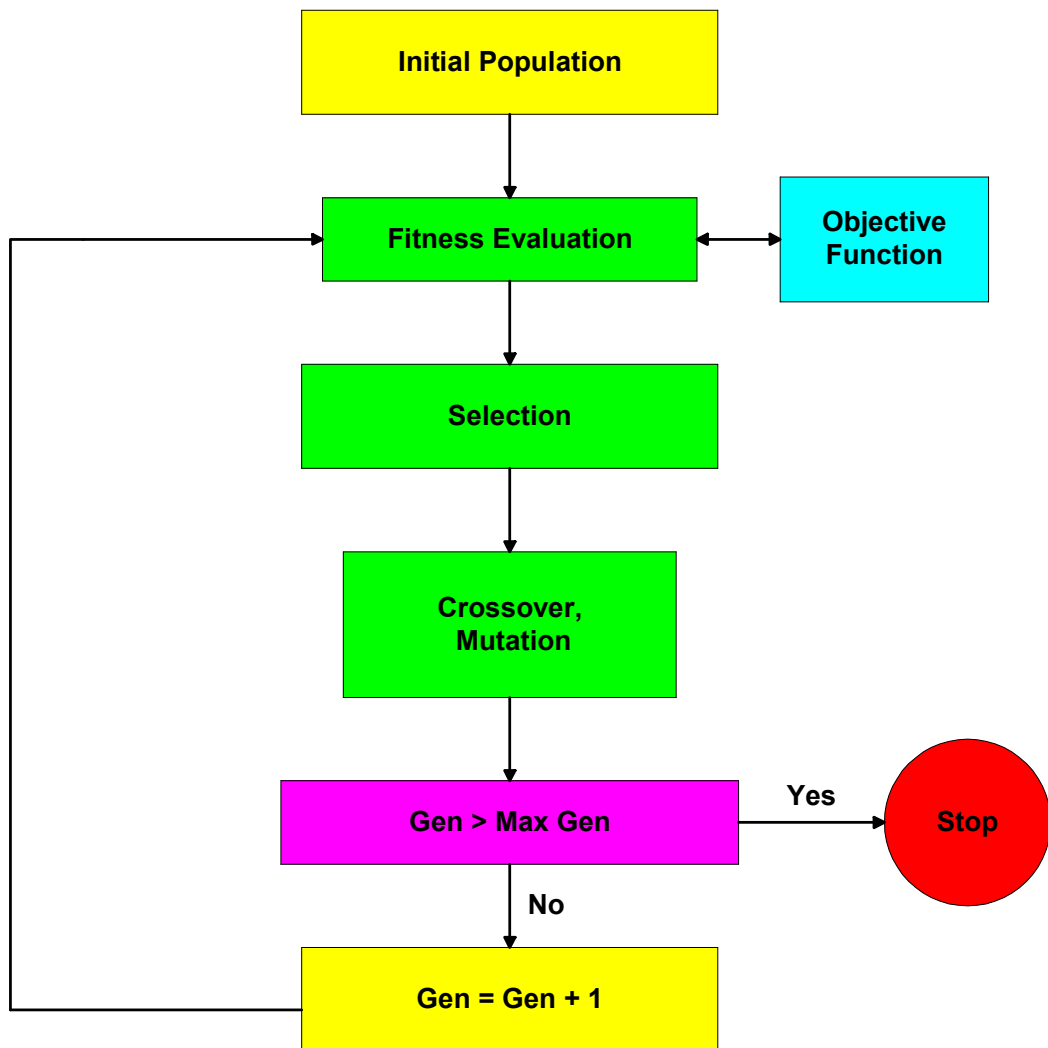 Initial Population
Fitness Evaluation
Objective
Function
Selection
Crossover,
Mutation
Gen > Max Gen
Yes
Stop
No
Gen = Gen + 1